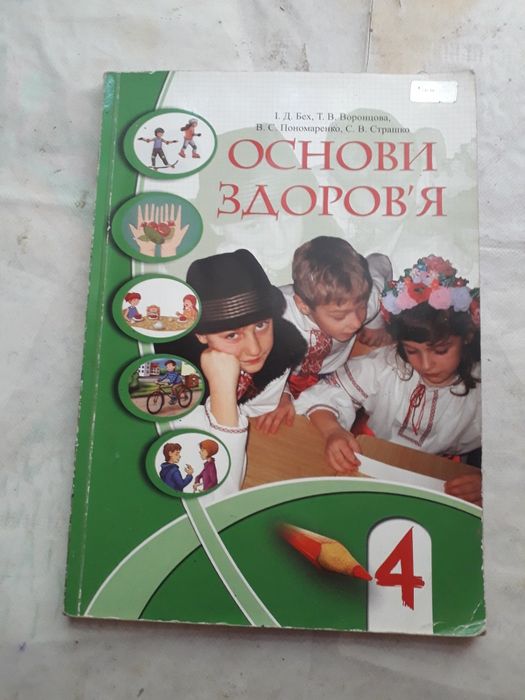 І. Д. Бех, Т. В. Воронцова,
В. С. Пономаренко, С. В. Страшко
ОСНОВИ
ЗДОРОВ'Я
4